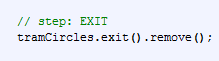 // step: EXIT
tramCircles.exit().remove();